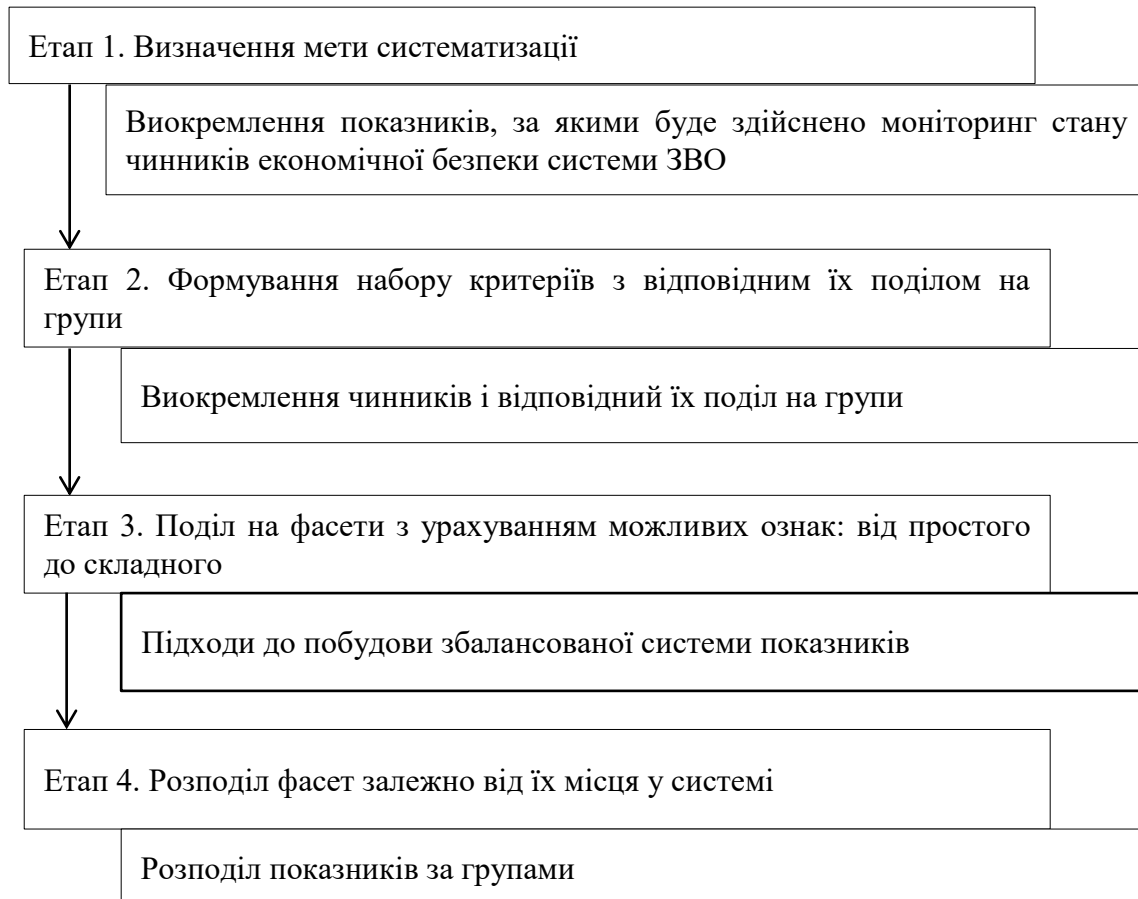 Етап 1. Визначення мети систематизації
Виокремлення показників, за якими буде здійснено моніторинг стану
чинників економічної безпеки системи ЗВО
Етап 2. Формування набору критеріїв з відповідним їх поділом на
групи
Виокремлення чинників і відповідний їх поділ на групи
Етап 3. Поділ на фасети з урахуванням можливих ознак: від простого
до складного
Підходи до побудови збалансованої системи показників
Етап 4. Розподіл фасет залежно від їх місця у системі
Розподіл показників за групами